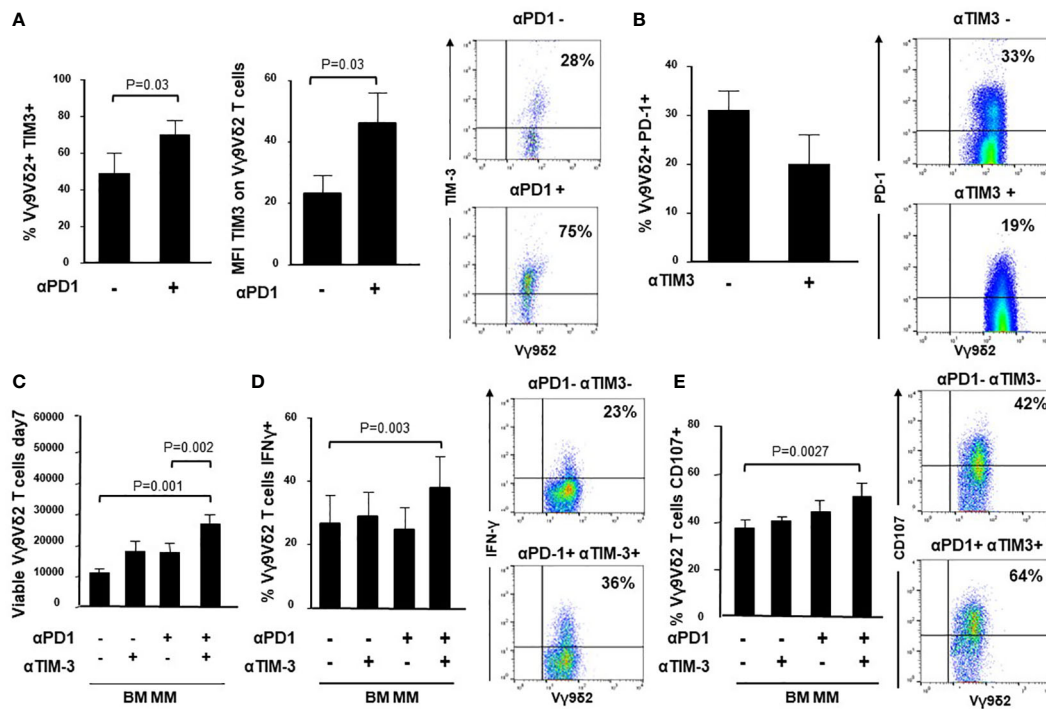 A
% Vγ9Vδ2+ TIM3+
100
80
60
40
20
0
P=0.03
αPD1
- +
MFI TIM3 on Vγ9Vδ2 T cells
60
40
20
0
P=0.03
αPD1
- +
αPD1 -
28%
αPD1 +
75%
TIM-3
Vγ9δ2
B
% Vγ9Vδ2+ PD-1+
40
30
20
10
0
αTIM3
- +
αTIM3 -
33%
αTIM3 +
19%
PD-1
Vγ9δ2
C
Viable Vγ9Vδ2 T cells day7
60000
50000
40000
30000
20000
10000
0
P=0.002
P=0.001
αPD1 - - + +
αTIM-3 - + - +
BM MM
D
% Vγ9Vδ2 T cells IFNγ+
60
40
20
0
P=0.003
αPD1 - - + +
αTIM-3 - + - +
BM MM
αPD1- αTIM3-
23%
αPD-1+ αTIM-3+
36%
IFN-γ
Vγ9δ2
E
% Vγ9Vδ2 T cells CD107+
80
60
40
20
0
P=0.0027
αPD1 - - + +
αTIM-3 - + - +
BM MM
αPD1- αTIM3-
42%
αPD1+ αTIM3+
64%
CD107
Vγ9δ2